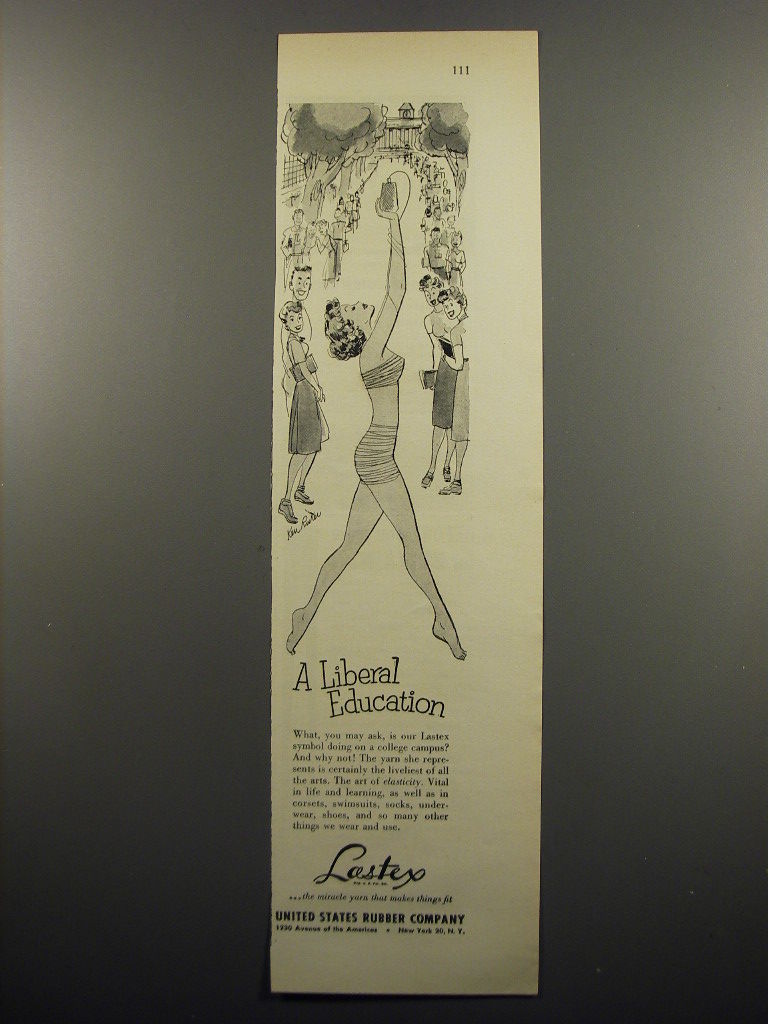 111
A Liberal
Education
What, you may ask, is our Lastex
symbol doing on a college campus?
And why not! The yarn she repre-
sents is certainly the liveliest of all
the arts. The art of elasticity. Vital
in life and learning, as well as in
corsets, swimsuits, socks, under-
wear, shoes, and so many other
things we wear and use.
Lastex
...the miracle yarn that makes things fit
UNITED STATES RUBBER COMPANY
1230 Avenue of the Americas • New York 20, N. Y.